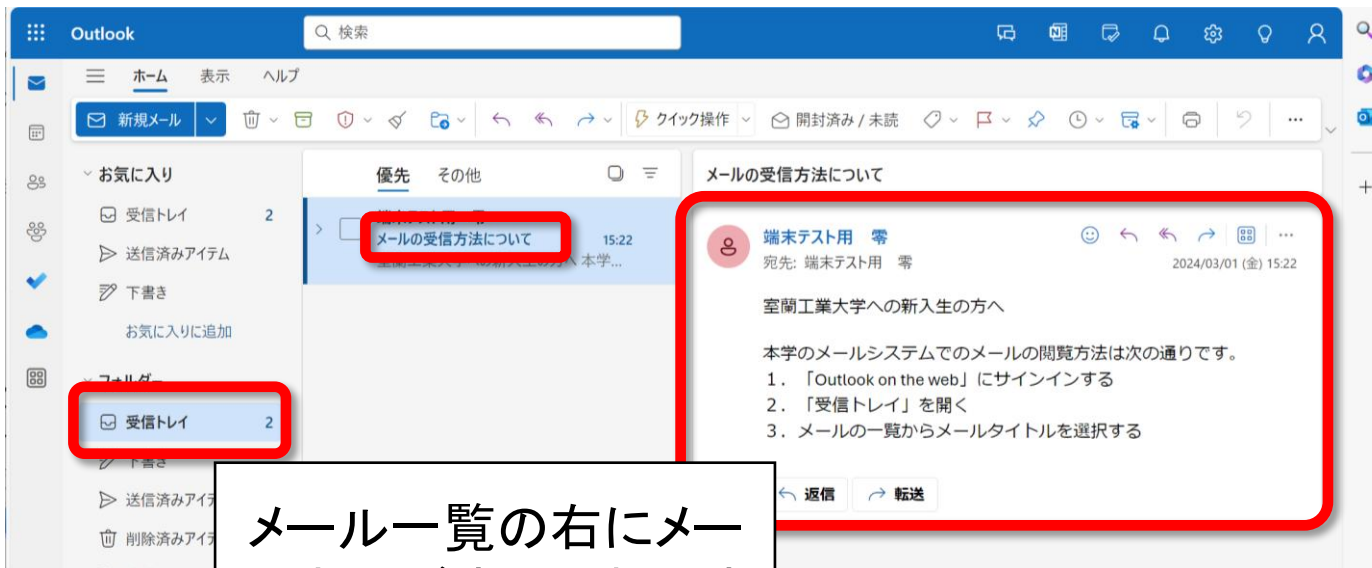 Outlook
検索
ホーム 表示 ヘルプ
新規メール クイック操作 開封済み / 未読
お気に入り
受信トレイ 2
送信済みアイテム
下書き
お気に入りに追加
受信トレイ 2
送信済みアイテ
削除済みアイテ
優先 その他
メールの受信方法について 15:22
本学...
メールの受信方法について
端末テスト用 零
宛先: 端末テスト用 零
2024/03/01 (金) 15:22
室蘭工業大学への新入生の方へ
本学のメールシステムでのメールの閲覧方法は次の通りです。
1. 「Outlook on the web」にサインインする
2. 「受信トレイ」を開く
3. メールの一覧からメールタイトルを選択する
返信 転送
メール一覧の右にメー